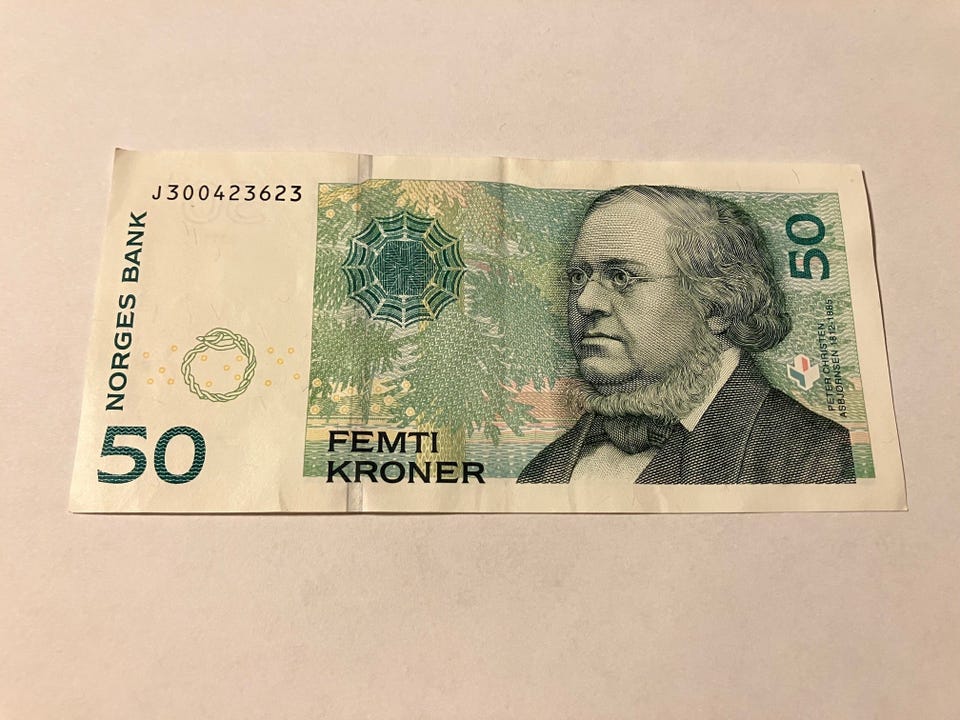 J300423623
NORGES BANK
50
FEMTI
KRONER
50
PETER CHRISTEN
ASBJØRNSEN 1812-1885